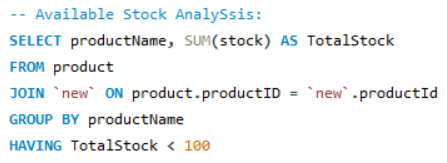 -- Available Stock AnalySsis:
SELECT productName, SUM(stock) AS TotalStock
FROM product
JOIN `new` ON product.productID = `new`.productId
GROUP BY productName
HAVING TotalStock < 100